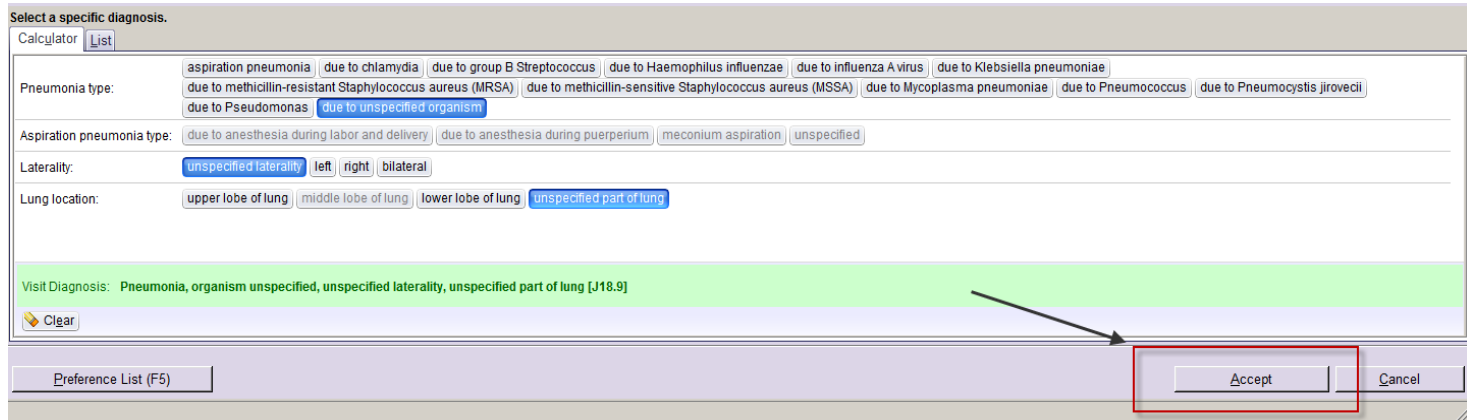 Select a specific diagnosis.
Calculator List
aspiration pneumonia due to chlamydia due to group B Streptococcus due to Haemophilus influenzae due to influenza A virus due to Klebsiella pneumoniae
Pneumonia type: due to methicillin-resistant Staphylococcus aureus (MRSA) due to methicillin-sensitive Staphylococcus aureus (MSSA) due to Mycoplasma pneumoniae due to Pneumococcus due to Pneumocystis jirovecii
due to Pseudomonas due to unspecified organism
Aspiration pneumonia type: due to anesthesia during labor and delivery due to anesthesia during puerperium meconium aspiration unspecified
Laterality: unspecified laterality left right bilateral
Lung location: upper lobe of lung middle lobe of lung lower lobe of lung unspecified part of lung
Visit Diagnosis: Pneumonia, organism unspecified, unspecified laterality, unspecified part of lung [J18.9]
Clear
Preference List (F5) Accept Cancel